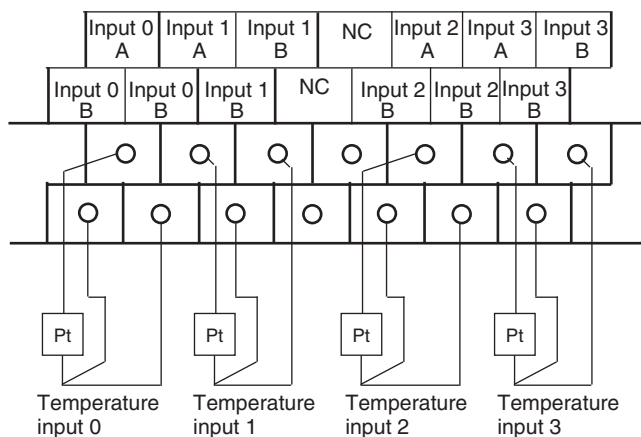 Input 0 Input 1 Input 1 NC Input 2 Input 3 Input 3
A A B A A B
Input 0 Input 0 Input 1 NC Input 2 Input 2 Input 3
B B B B B B
Pt Pt Pt Pt
Temperature Temperature Temperature Temperature
input 0 input 1 input 2 input 3